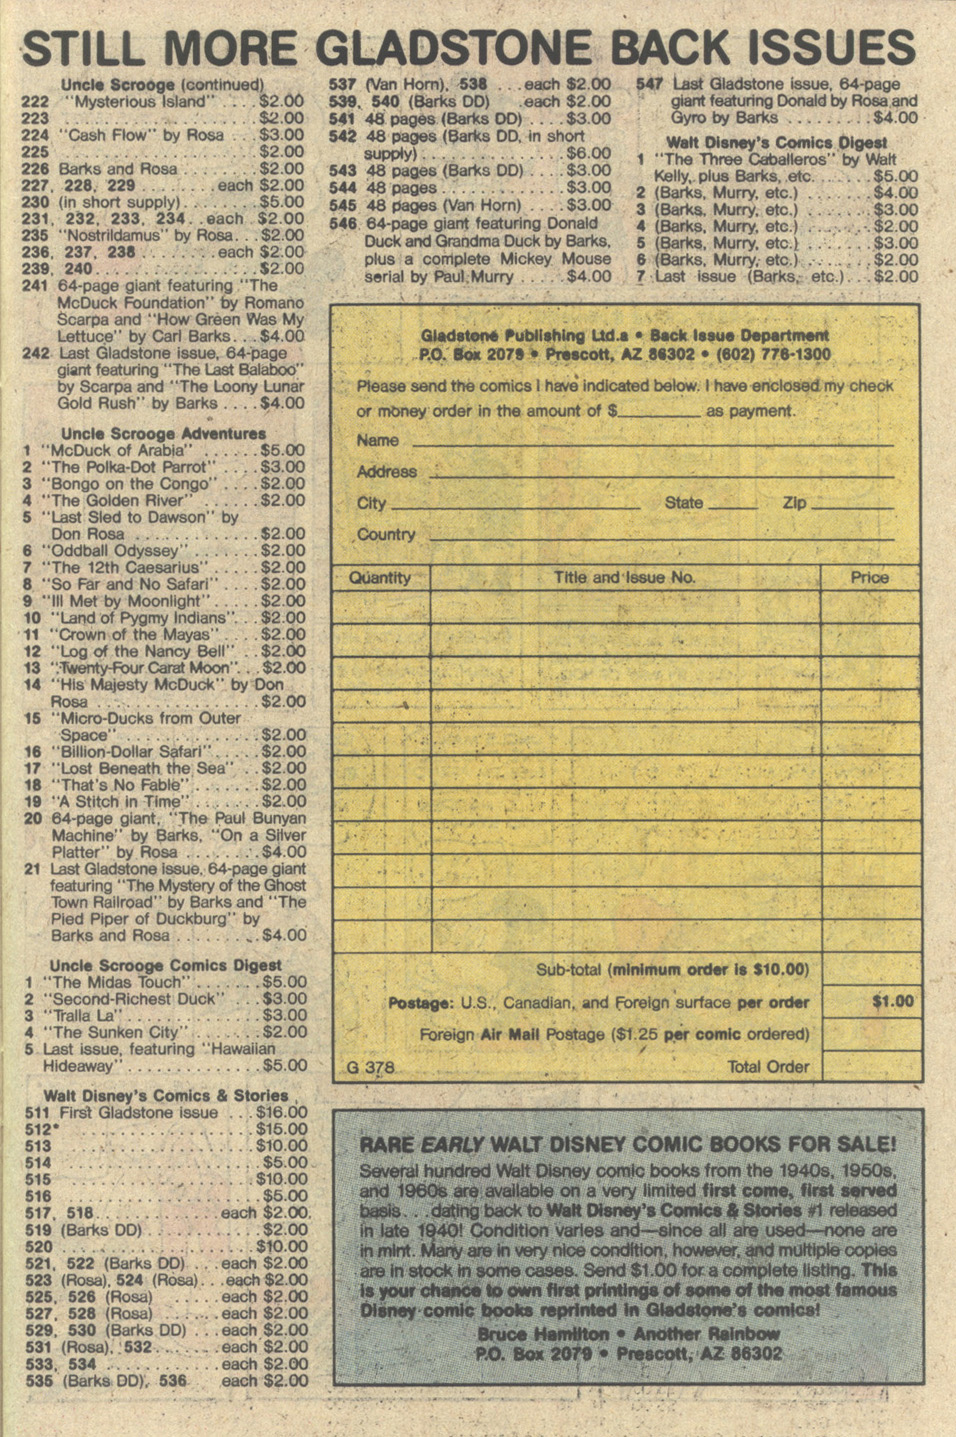 STILL MORE GLADSTONE BACK ISSUES
Uncle Scrooge (continued)
222 "Mysterious Island" .... $2.00
223 .................. $2.00
224 "Cash Flow" by Rosa ... $3.00
225 .................. $2.00
226 Barks and Rosa ........ $2.00
227, 228, 229 ........ each $2.00
230 (in short supply) ........ $5.00
231, 232, 233, 234 .. each $2.00
235 "Nostrildamus" by Rosa ... $2.00
236, 237, 238 ........ each $2.00
239, 240 ................ $2.00
241 64-page giant featuring "The
McDuck Foundation" by Romano
Scarpa and "How Green Was My
Lettuce" by Carl Barks .... $4.00
242 Last Gladstone issue, 64-page
giant featuring "The Last Balaboo"
by Scarpa and "The Loony Lunar
Gold Rush" by Barks .... $4.00
Uncle Scrooge Adventures
1 "McDuck of Arabia" ...... $5.00
2 "The Polka-Dot Parrot" .... $3.00
3 "Bongo on the Congo" .... $2.00
4 "The Golden River" ...... $2.00
5 "Last Sled to Dawson" by
Don Rosa ............. $2.00
6 "Oddball Odyssey" ....... $2.00
7 "The 12th Caesarius" ..... $2.00
8 "So Far and No Safari" .... $2.00
9 "Ill Met by Moonlight" ..... $2.00
10 "Land of Pygmy Indians" .. $2.00
11 "Crown of the Mayas" .... $2.00
12 "Log of the Nancy Bell" ... $2.00
13 "Twenty-Four Carat Moon" .. $2.00
14 "His Majesty McDuck" by Don
Rosa ................ $2.00
15 "Micro-Ducks from Outer
Space" .............. $2.00
16 "Billion-Dollar Safari" ..... $2.00
17 "Lost Beneath the Sea" .. $2.00
18 "That's No Fable" ....... $2.00
19 "A Stitch in Time" ....... $2.00
20 64-page giant, "The Paul Bunyan
Machine" by Barks, "On a Silver
Platter" by Rosa ........ $4.00
21 Last Gladstone issue, 64-page giant
featuring "The Mystery of the Ghost
Town Railroad" by Barks and "The
Pied Piper of Duckburg" by
Barks and Rosa ......... $4.00
Uncle Scrooge Comics Digest
1 "The Midas Touch" ....... $5.00
2 "Second-Richest Duck" ... $3.00
3 "Tralla La" ............. $3.00
4 "The Sunken City" ....... $2.00
5 Last issue, featuring "Hawaiian
Hideaway" ............. $5.00
Walt Disney's Comics & Stories
511 First Gladstone issue ... $16.00
512* ................ $15.00
513 ................. $10.00
514 .................. $5.00
515 ................. $10.00
516 .................. $5.00
517, 518 ............ each $2.00
519 (Barks DD) .......... $2.00
520 ................. $10.00
521, 522 (Barks DD) ... each $2.00
523 (Rosa), 524 (Rosa) ... each $2.00
525, 526 (Rosa) ..... each $2.00
527, 528 (Rosa) ..... each $2.00
529, 530 (Barks DD) ... each $2.00
531 (Rosa), 532 ....... each $2.00
533, 534 ........... each $2.00
535 (Barks DD), 536 each $2.00
537 (Van Horn), 538 ... each $2.00
539, 540 (Barks DD) .each $2.00
541 48 pages (Barks DD) ... $3.00
542 48 pages (Barks DD, in short
supply) .............. $6.00
543 48 pages (Barks DD) ... $3.00
544 48 pages ............ $3.00
545 48 pages (Van Horn) ... $3.00
546 64-page giant featuring Donald
Duck and Grandma Duck by Barks,
plus a complete Mickey Mouse
serial by Paul Murry ..... $4.00
547 Last Gladstone issue, 64-page
giant featuring Donald by Rosa and
Gyro by Barks ......... $4.00
Walt Disney's Comics Digest
1 "The Three Caballeros" by Walt
Kelly, plus Barks, etc. ...... $5.00
2 (Barks, Murry, etc.) ....... $4.00
3 (Barks, Murry, etc.) ....... $3.00
4 (Barks, Murry, etc.) ....... $2.00
5 (Barks, Murry, etc.) ....... $3.00
6 (Barks, Murry, etc.) ....... $2.00
7 Last issue (Barks, etc.) ... $2.00
Gladstone Publishing Ltd.a • Back Issue Department
P.O. Box 2079 • Prescott, AZ 86302 • (602) 776-1300
Please send the comics I have indicated below. I have enclosed my check
or money order in the amount of $________ as payment.
Name
Address
City State Zip
Country
Quantity Title and Issue No. Price
Sub-total (minimum order is $10.00)
Postage: U.S., Canadian, and Foreign surface per order $1.00
Foreign Air Mail Postage ($1.25 per comic ordered)
G 378 Total Order
RARE EARLY WALT DISNEY COMIC BOOKS FOR SALE!
Several hundred Walt Disney comic books from the 1940s, 1950s,
and 1960s are available on a very limited first come, first served
basis...dating back to Walt Disney's Comics & Stories #1 released
in late 1940! Condition varies and—since all are used—none are
in mint. Many are in very nice condition, however, and multiple copies
are in stock in some cases. Send $1.00 for a complete listing. This
is your chance to own first printings of some of the most famous
Disney comic books reprinted in Gladstone's comics!
Bruce Hamilton • Another Rainbow
P.O. Box 2079 • Prescott, AZ 86302